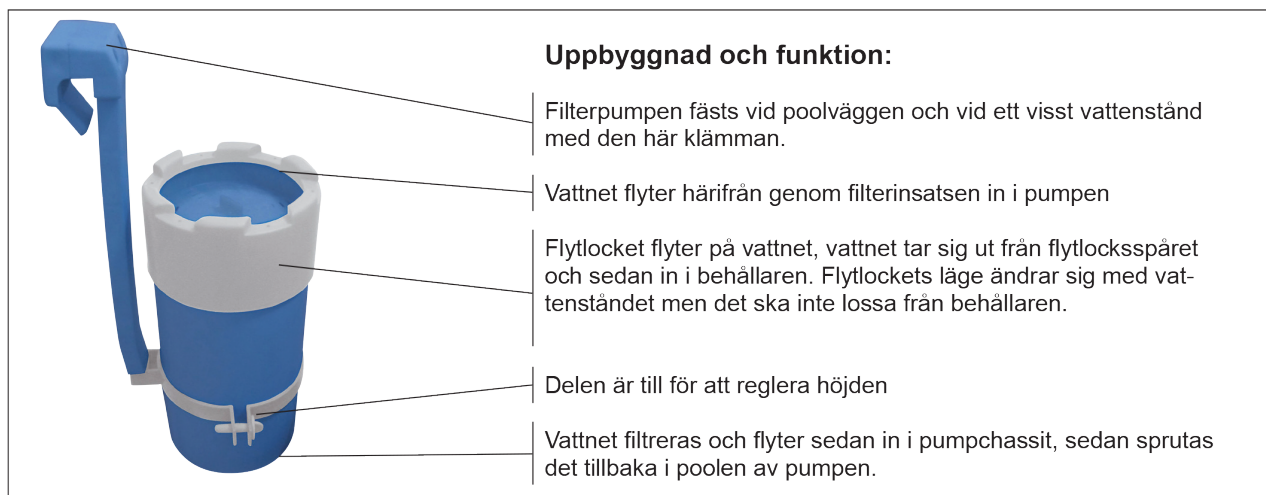 Uppbyggnad och funktion:
Filterpumpen fästs vid poolväggen och vid ett visst vattenstånd
med den här klämman.
Vattnet flyter härifrån genom filterinsatsen in i pumpen
Flytlocket flyter på vattnet, vattnet tar sig ut från flytlocksspåret
och sedan in i behållaren. Flytlockets läge ändrar sig med vat-
tenståndet men det ska inte lossa från behållaren.
Delen är till för att reglera höjden
Vattnet filtreras och flyter sedan in i pumpchassit, sedan sprutas
det tillbaka i poolen av pumpen.